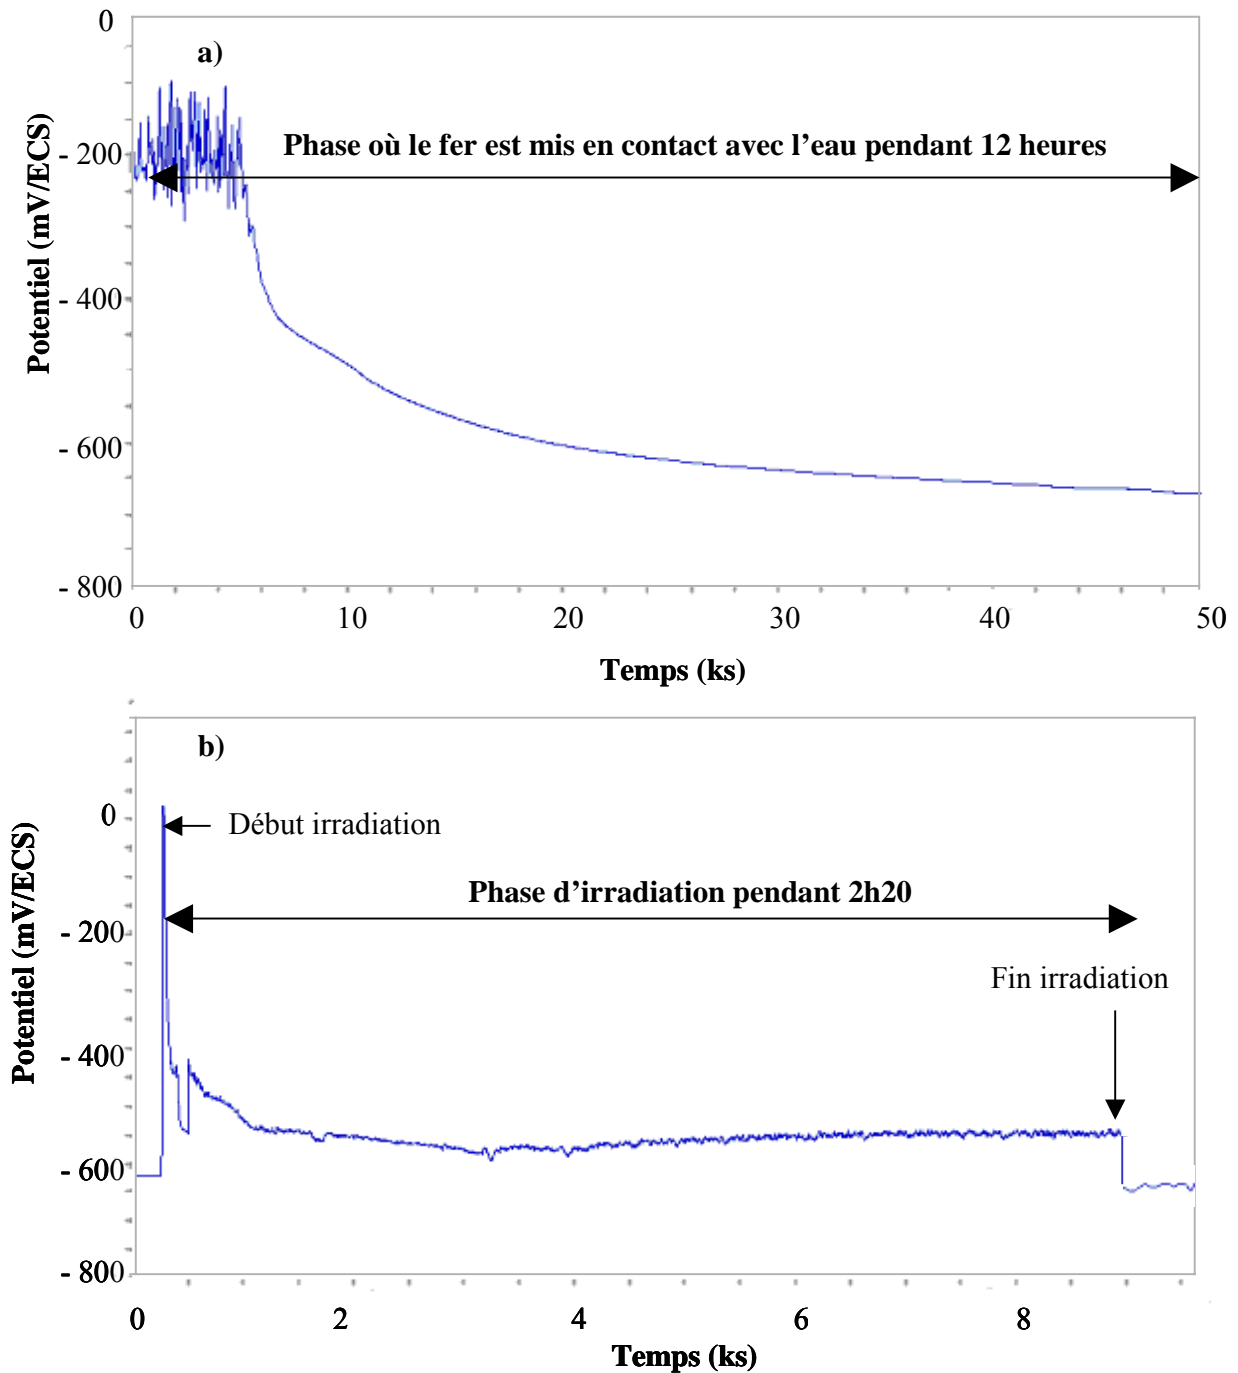 0
a)
Phase où le fer est mis en contact avec l’eau pendant 12 heures
- 200
- 400
- 600
- 800
Potentiel (mV/ECS)
0 10 20 30 40 50
Temps (ks)
b)
0
Début irradiation
Phase d’irradiation pendant 2h20
- 200
Fin irradiation
- 400
- 600
- 800
Potentiel (mV/ECS)
0 2 4 6 8
Temps (ks)